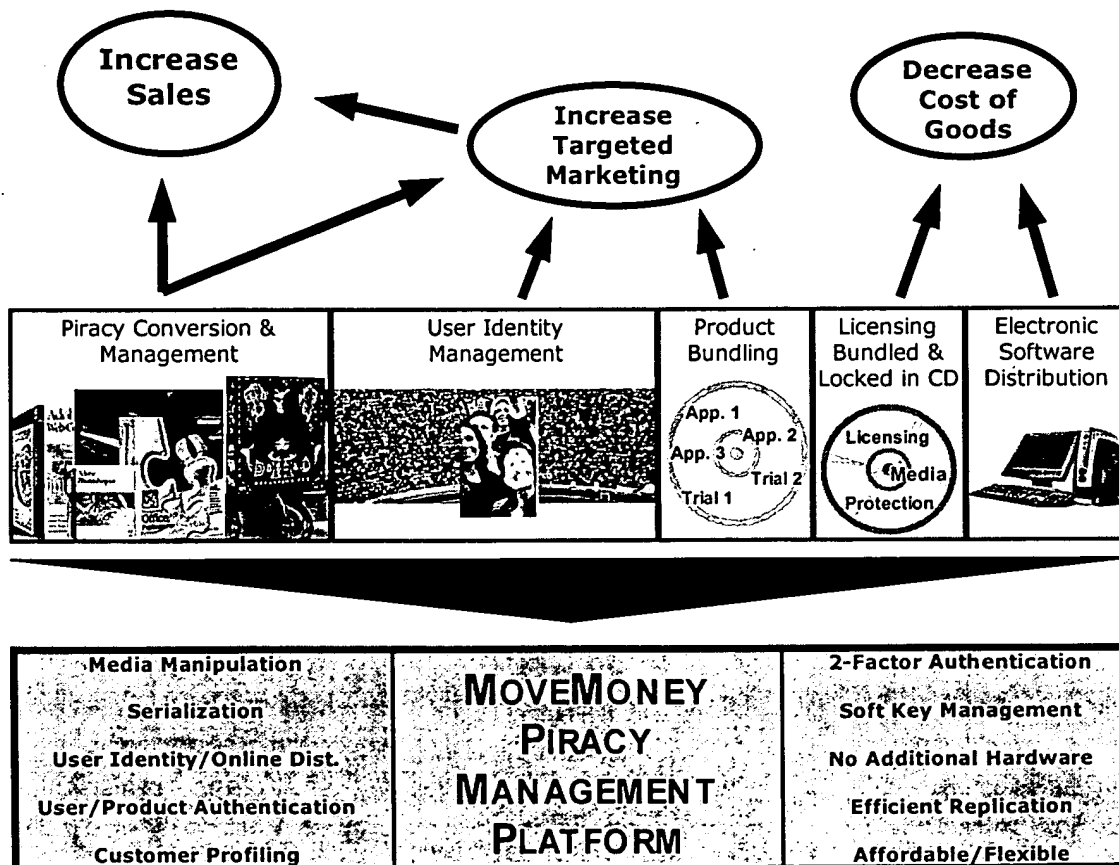 Increase
Sales
Increase
Targeted
Marketing
Decrease
Cost of
Goods
Piracy Conversion &
Management
User Identity
Management
Product
Bundling
Licensing
Bundled &
Locked in CD
Electronic
Software
Distribution
Office
App. 1
App. 2
App. 3
Trial 2
Trial 1
Licensing
Media
Protection
Media Manipulation
Serialization
User Identity/Online Dist.
User/Product Authentication
Customer Profiling
MOVEMONEY
PIRACY
MANAGEMENT
PLATFORM
2-Factor Authentication
Soft Key Management
No Additional Hardware
Efficient Replication
Affordable/Flexible